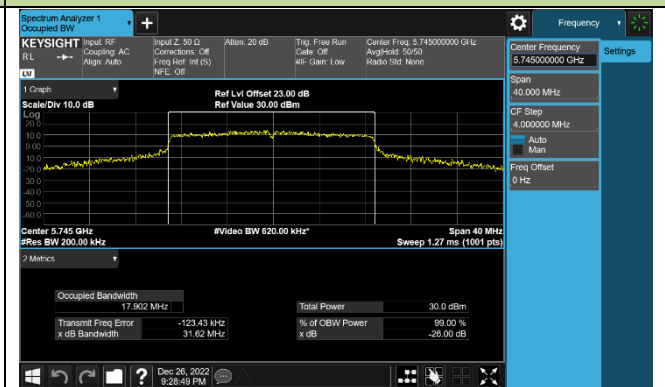 Spectrum Analyzer 1
Occupied BW
+
Frequency
KEYSIGHT
RL
Input: RF
Coupling: AC
Align: Auto
Input Z: 50 Ω
Corrections: Off
Freq Ref: Int (S)
NFE: Off
Atten: 20 dB
Trig: Free Run
Gate: Off
#IF Gain: Low
Center Freq: 5.745000000 GHz
Avg|Hold: 50/50
Radio Std: None
LXI
Center Frequency
5.745000000 GHz
Settings
Span
40.000 MHz
CF Step
4.000000 MHz
Auto
Man
Freq Offset
0 Hz
1 Graph
Scale/Div 10.0 dB
Ref Lvl Offset 23.00 dB
Ref Value 30.00 dBm
Log
20.0
10.0
0.00
-10.0
-20.0
-30.0
-40.0
-50.0
-60.0
Center 5.745 GHz
#Res BW 200.00 kHz
#Video BW 620.00 kHz*
Span 40 MHz
Sweep 1.27 ms (1001 pts)
2 Metrics
Occupied Bandwidth
17.902 MHz
Total Power 30.0 dBm
Transmit Freq Error -123.43 kHz
% of OBW Power 99.00 %
x dB Bandwidth 31.62 MHz
x dB -26.00 dB
?
Dec 26, 2022
9:28:49 PM